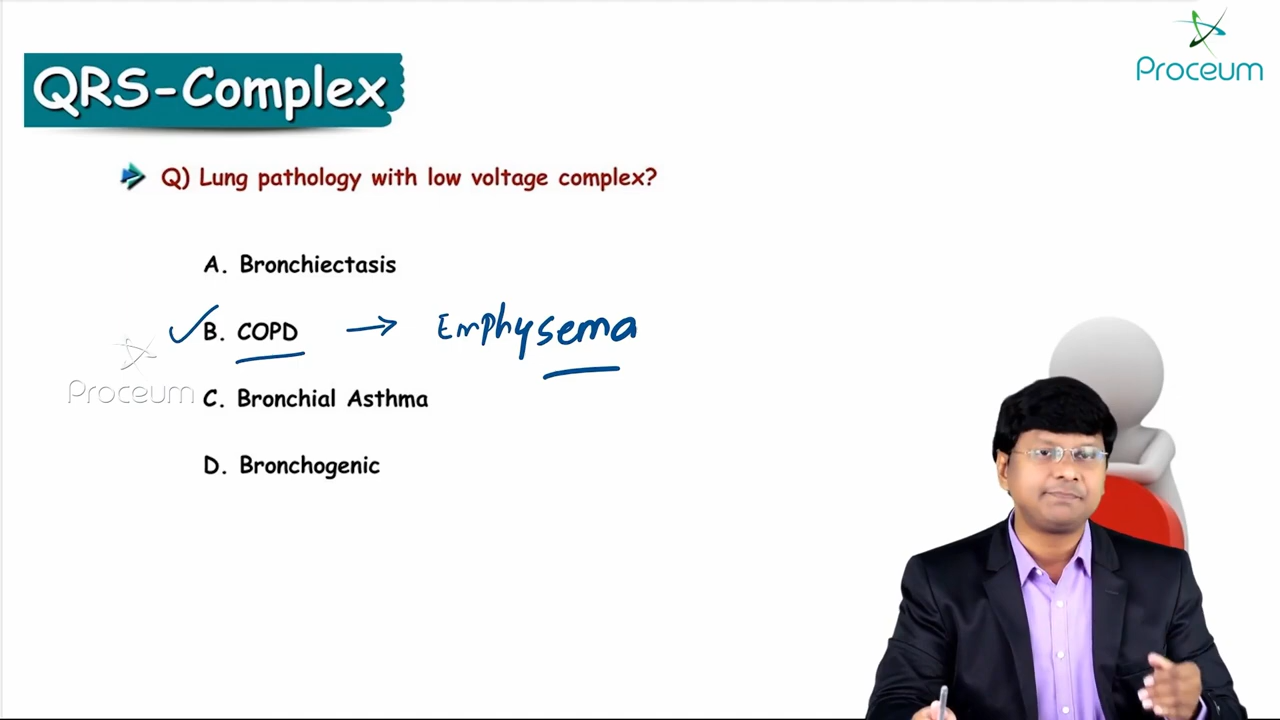 Proceum
QRS-Complex
Q) Lung pathology with low voltage complex?
A. Bronchiectasis
B. COPD → Emphysema
Proceum
C. Bronchial Asthma
D. Bronchogenic